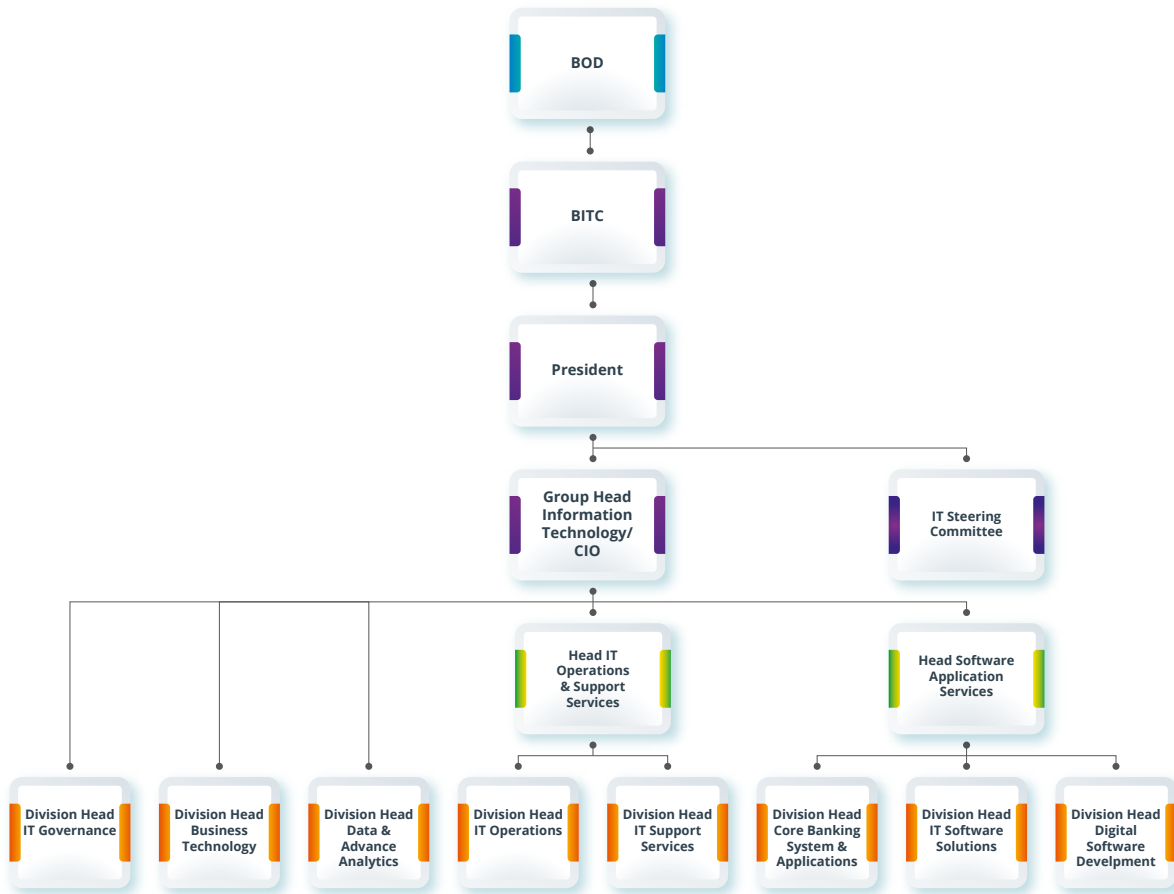 BOD
BITC
President
Group Head
Information
Technology/
CIO
IT Steering
Committee
Head IT
Operations
& Support
Services
Head Software
Application
Services
Division Head
IT Governance
Division Head
Business
Technology
Division Head
Data &
Advance
Analytics
Division Head
IT Operations
Division Head
IT Support
Services
Division Head
Core Banking
System &
Applications
Division Head
IT Software
Solutions
Division Head
Digital
Software
Develpment